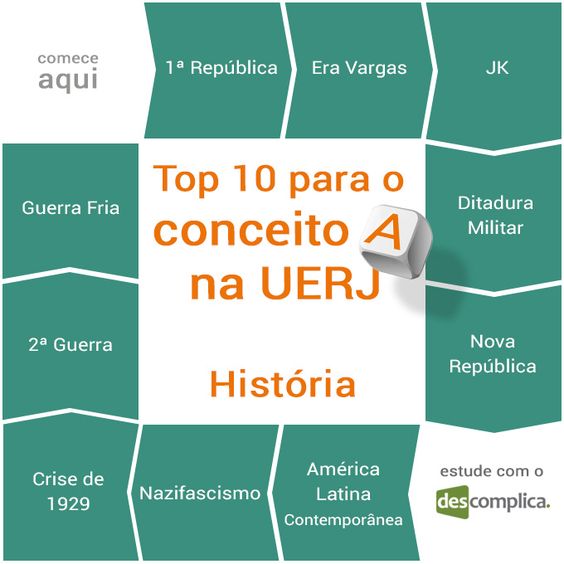 comece
aqui
1ª República
Era Vargas
JK
Ditadura
Militar
Nova
República
estude com o
descomplica.
América
Latina
Contemporânea
Nazifascismo
Crise de
1929
2ª Guerra
Guerra Fria
Top 10 para o
conceito A
na UERJ
História